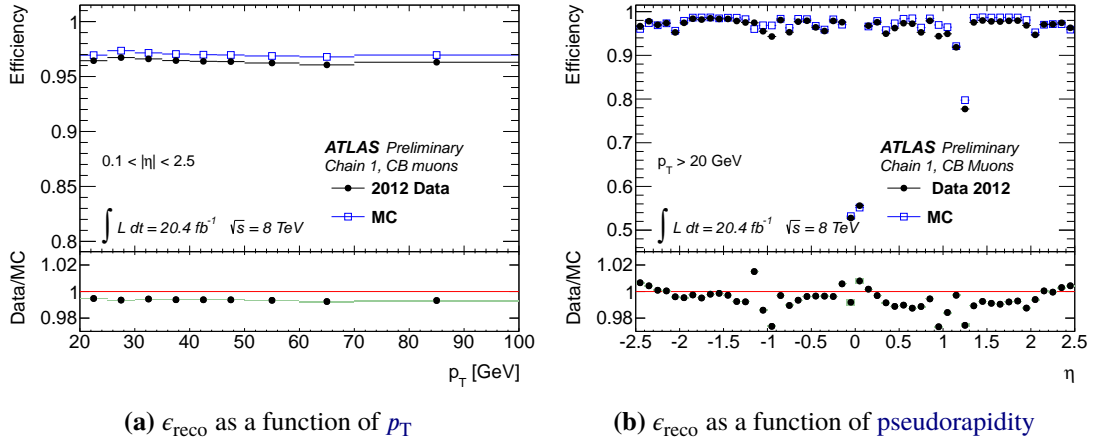 Efficiency
1
0.95
0.9
0.85
0.8
0.1 < |η| < 2.5
ATLAS Preliminary
Chain 1, CB muons
2012 Data
MC
∫ L dt = 20.4 fb⁻¹ √s = 8 TeV
Data/MC
1.02
1
0.98
20 30 40 50 60 70 80 90 100
p_T [GeV]
(a) ϵ_reco as a function of p_T
Efficiency
1
0.9
0.8
0.7
0.6
0.5
p_T > 20 GeV
ATLAS Preliminary
Chain 1, CB Muons
Data 2012
MC
∫ L dt = 20.4 fb⁻¹ √s = 8 TeV
Data/MC
1.02
1
0.98
-2.5 -2 -1.5 -1 -0.5 0 0.5 1 1.5 2 2.5
η
(b) ϵ_reco as a function of pseudorapidity